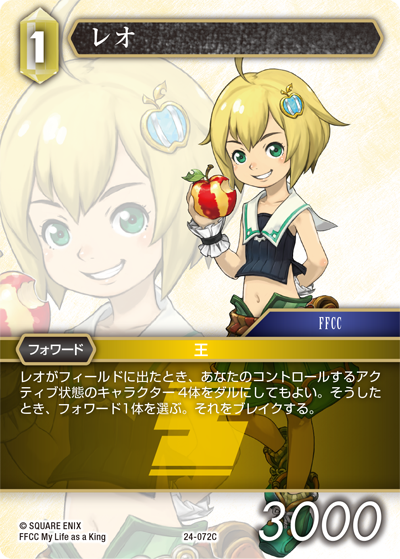 1
レオ
FFCC
フォワード
王
レオがフィールドに出たとき、あなたのコントロールするアク
ティブ状態のキャラクター4体をダルにしてもよい。そうした
とき、フォワード1体を選ぶ。それをブレイクする。
© SQUARE ENIX
FFCC My Life as a King
24-072C
3000